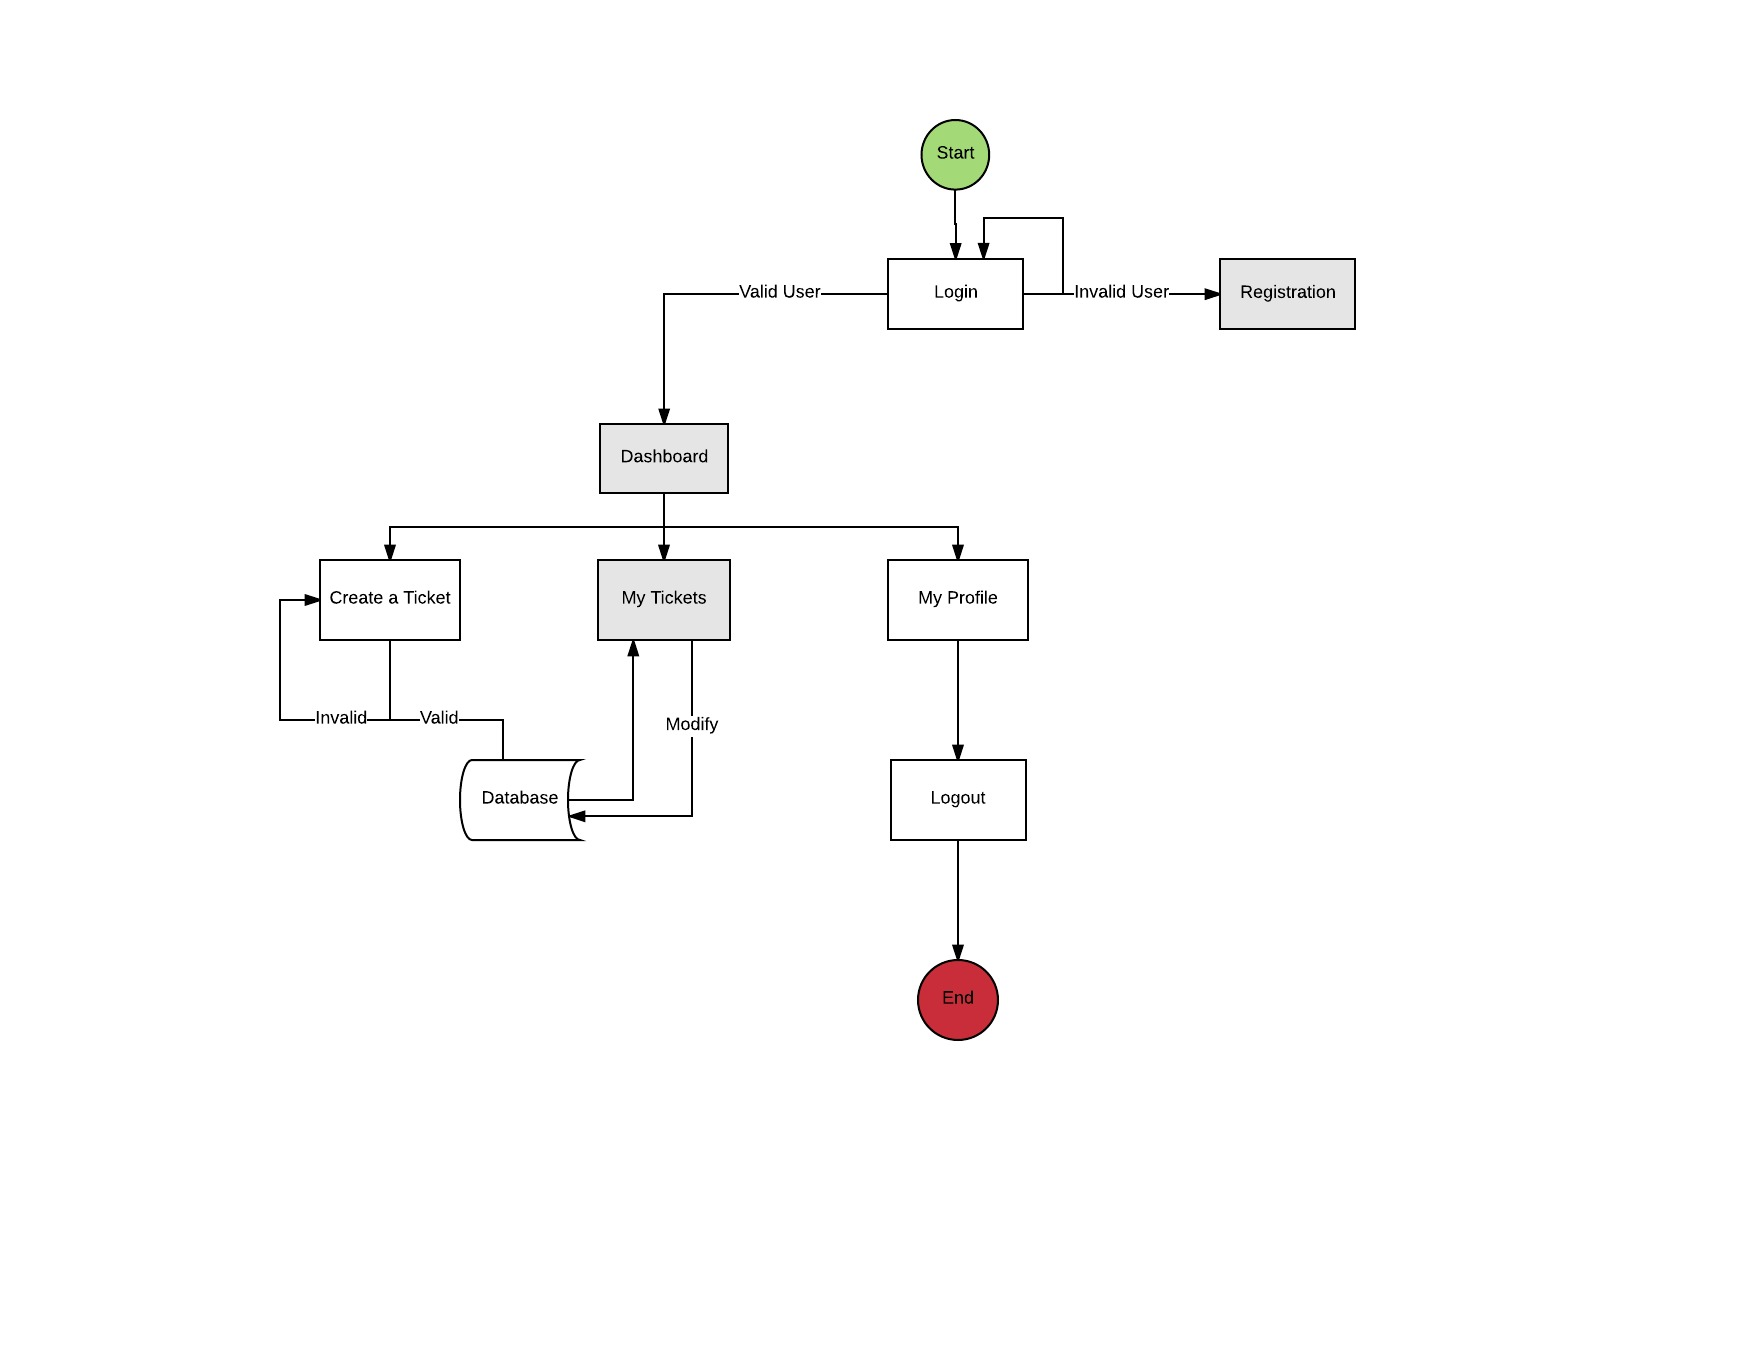 Start
Valid User
Login
Invalid User
Registration
Dashboard
Create a Ticket
My Tickets
My Profile
Invalid
Valid
Modify
Database
Logout
End